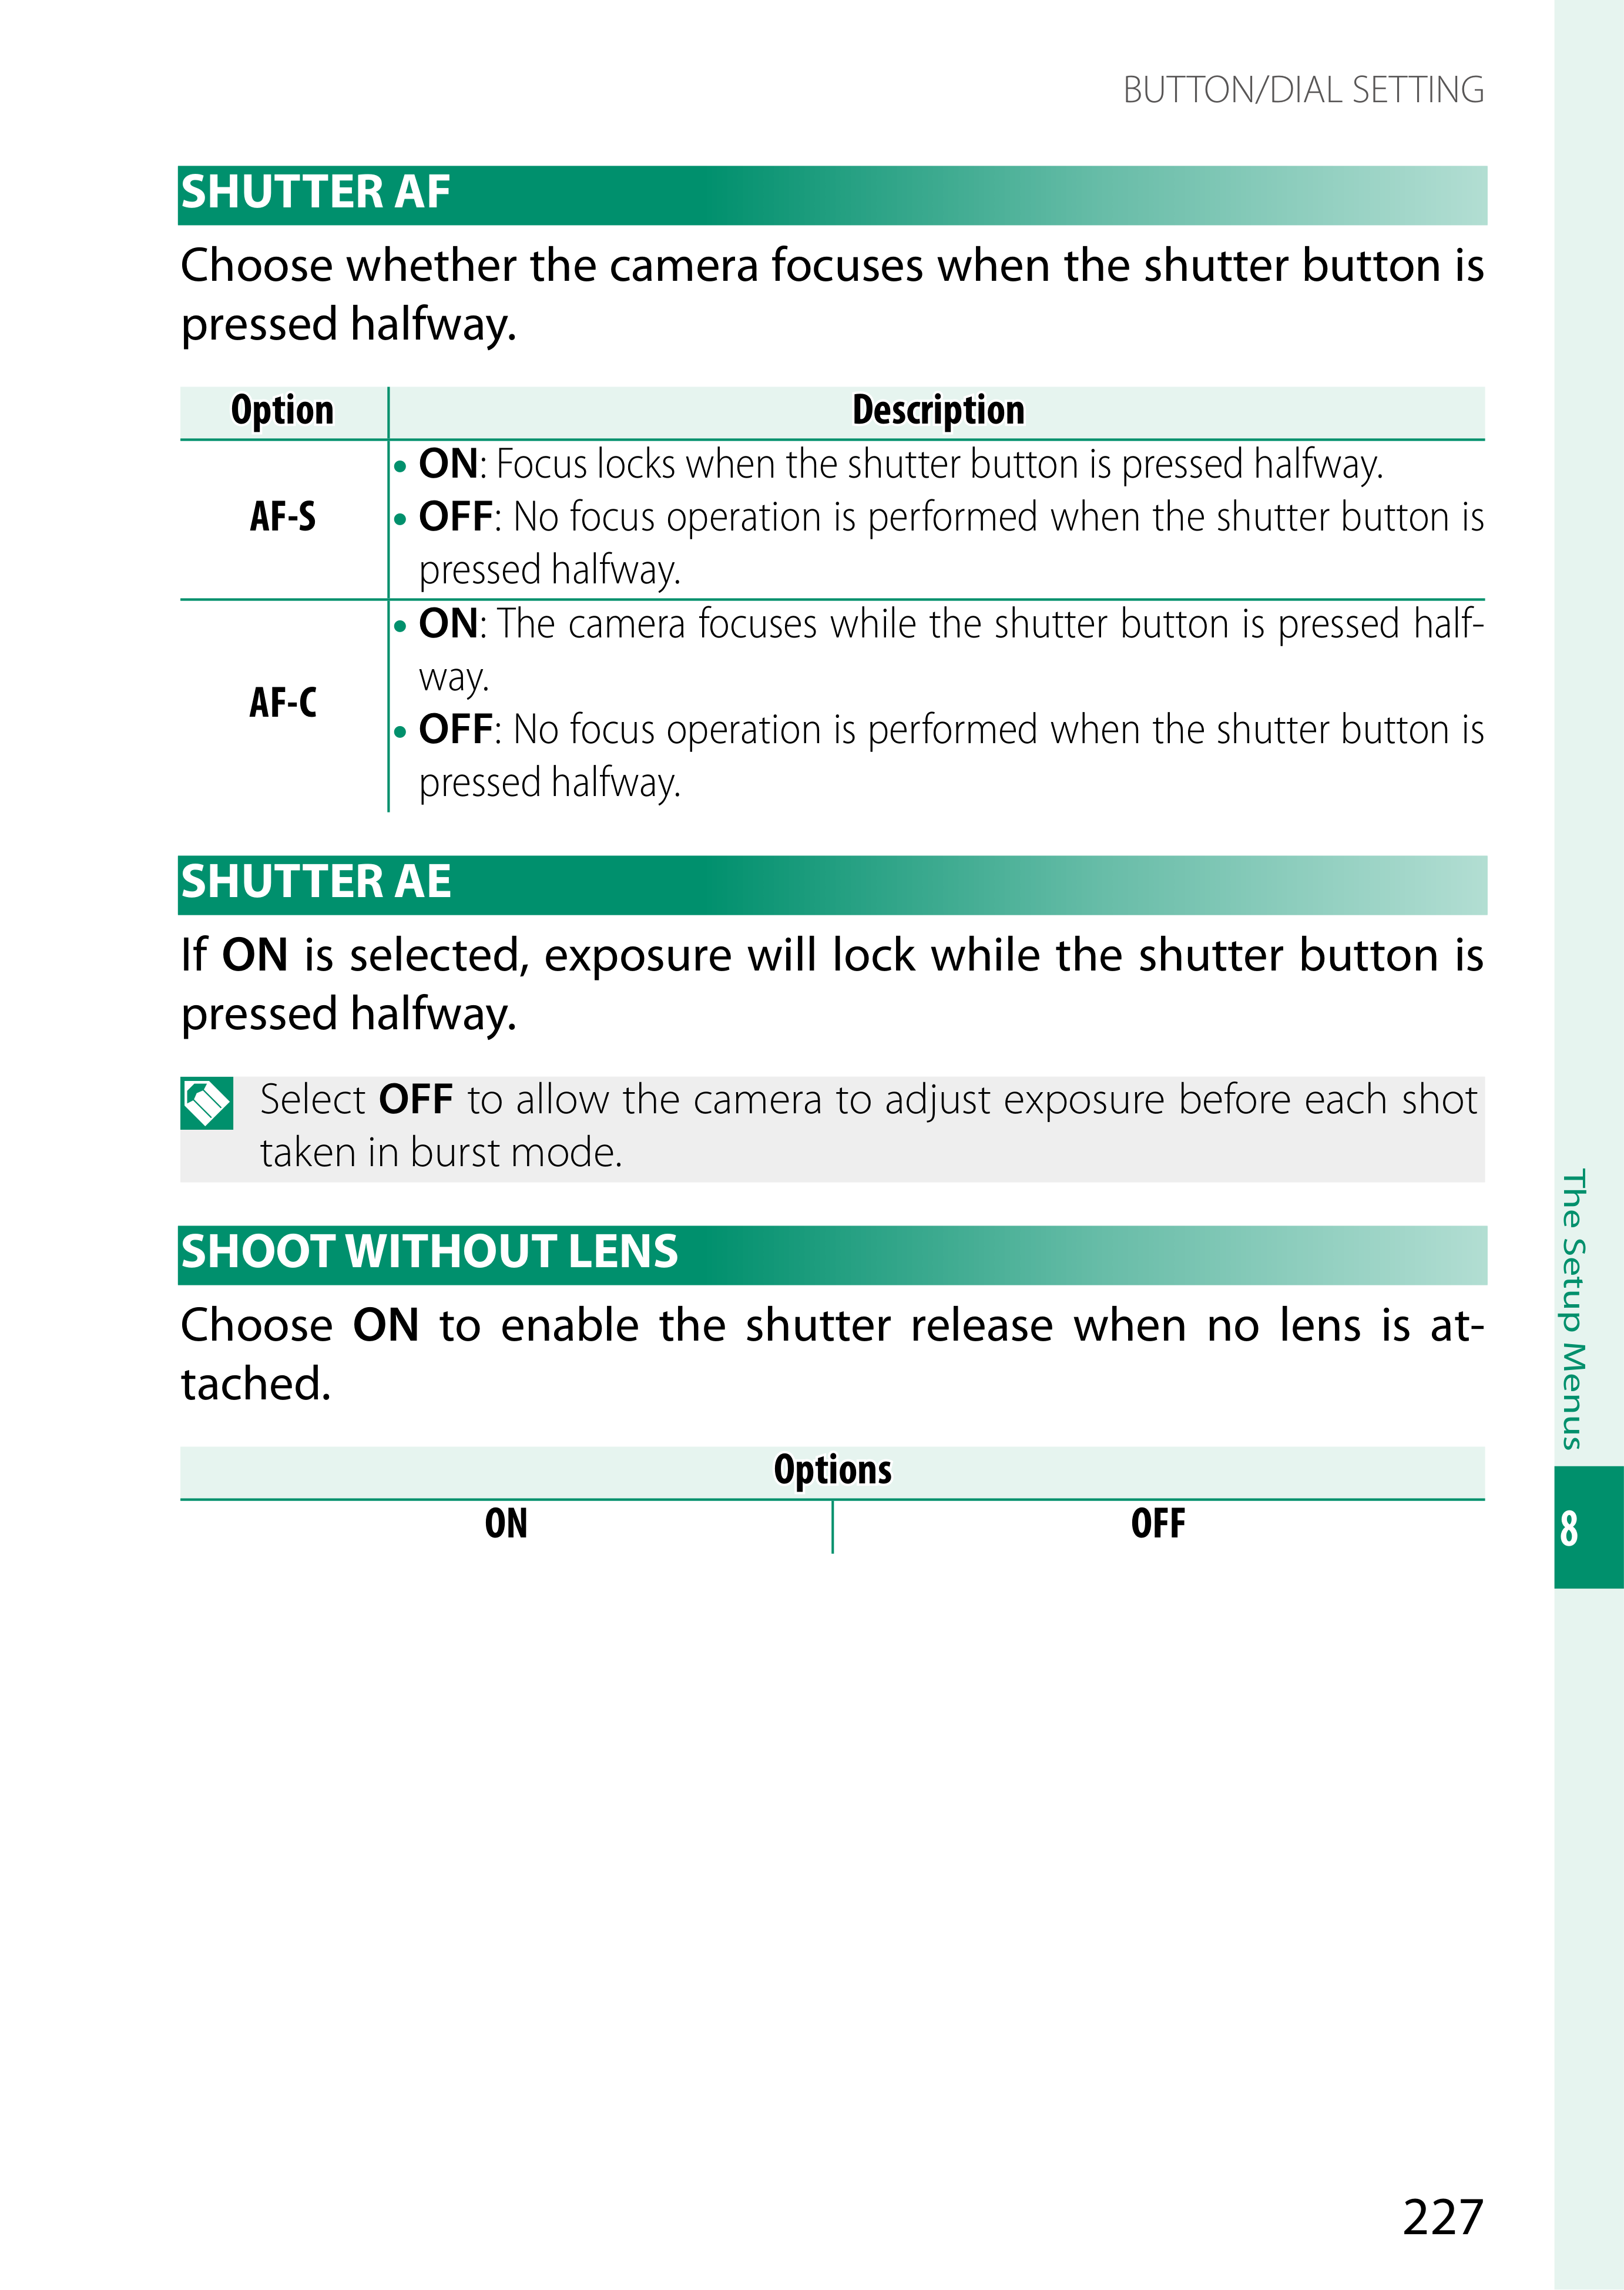 BUTTON/DIAL SETTING
SHUTTER AF
Choose whether the camera focuses when the shutter button is
pressed halfway.
Option Description
AF-S
• ON: Focus locks when the shutter button is pressed halfway.
• OFF: No focus operation is performed when the shutter button is
pressed halfway.
AF-C
• ON: The camera focuses while the shutter button is pressed half-
way.
• OFF: No focus operation is performed when the shutter button is
pressed halfway.
SHUTTER AE
If ON is selected, exposure will lock while the shutter button is
pressed halfway.
Select OFF to allow the camera to adjust exposure before each shot
taken in burst mode.
SHOOT WITHOUT LENS
Choose ON to enable the shutter release when no lens is at-
tached.
Options
ON OFF
The Setup Menus
8
227